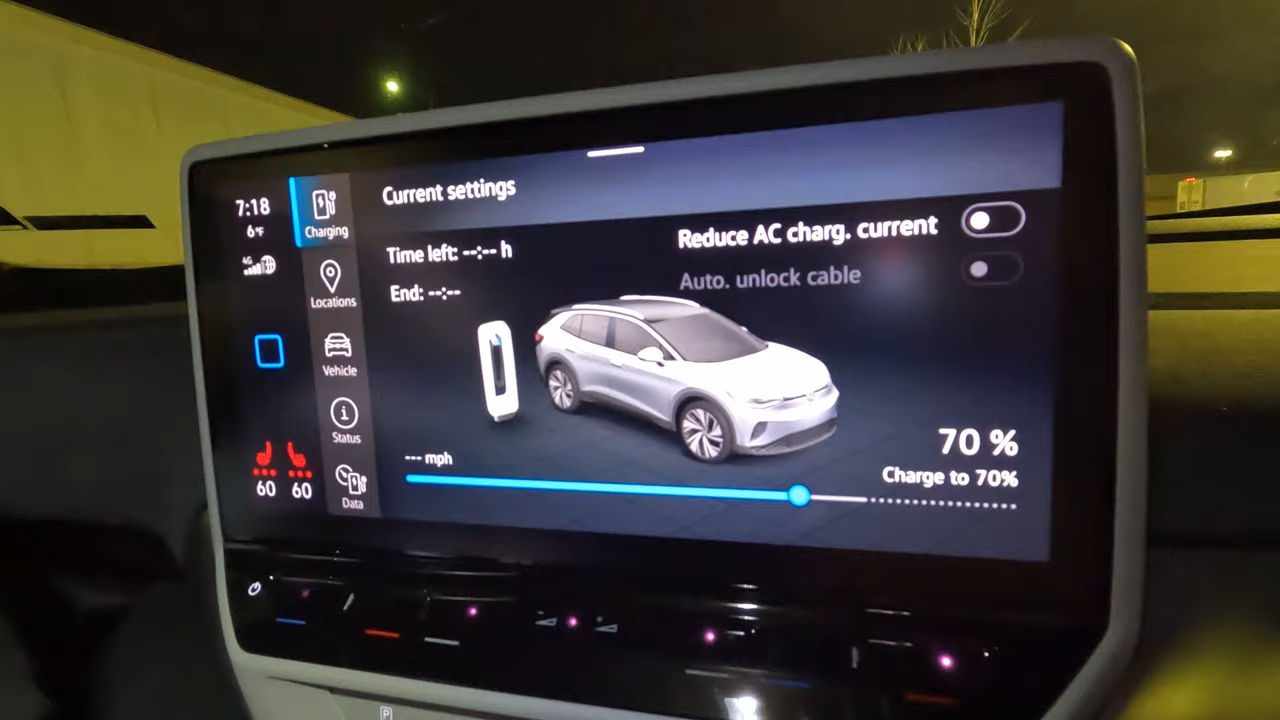 7:18
6°F
4G
Charging
Locations
Vehicle
Status
Data
60 60
Current settings
Time left: --:-- h
End: --:--
Reduce AC charg. current
Auto. unlock cable
--- mph
70 %
Charge to 70%
P